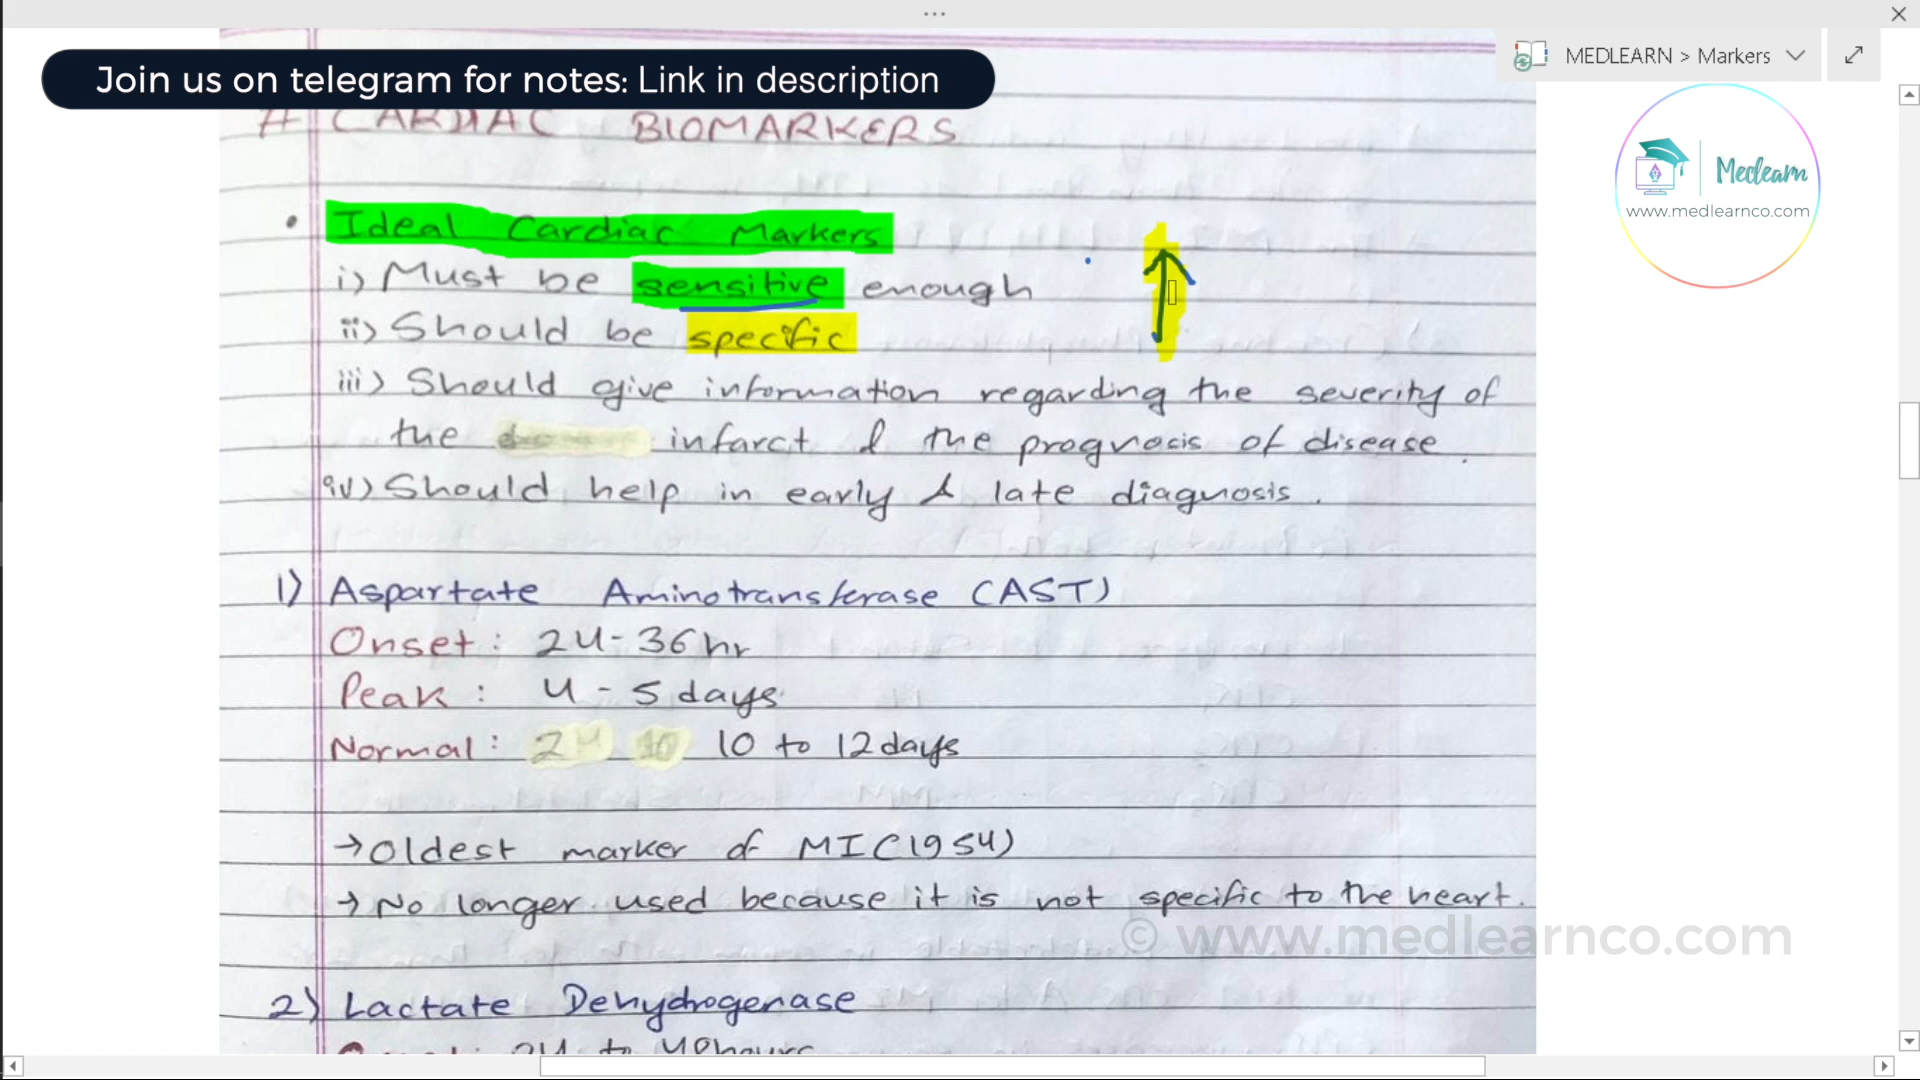 ...
MEDLEARN > Markers
Join us on telegram for notes: Link in description
# CARDIAC BIOMARKERS
Medlearn
www.medlearnco.com
• Ideal Cardiac Markers
i) Must be sensitive enough
ii) Should be specific
iii) Should give information regarding the severity of
the infarct & the prognosis of disease.
iv) Should help in early & late diagnosis.
1) Aspartate Aminotransferase (AST)
Onset: 24-36hr
Peak: 4-5 days
Normal: 10 to 12 days
→ Oldest marker of MI (1954)
→ No longer used because it is not specific to the heart.
© www.medlearnco.com
2) Lactate Dehydrogenase